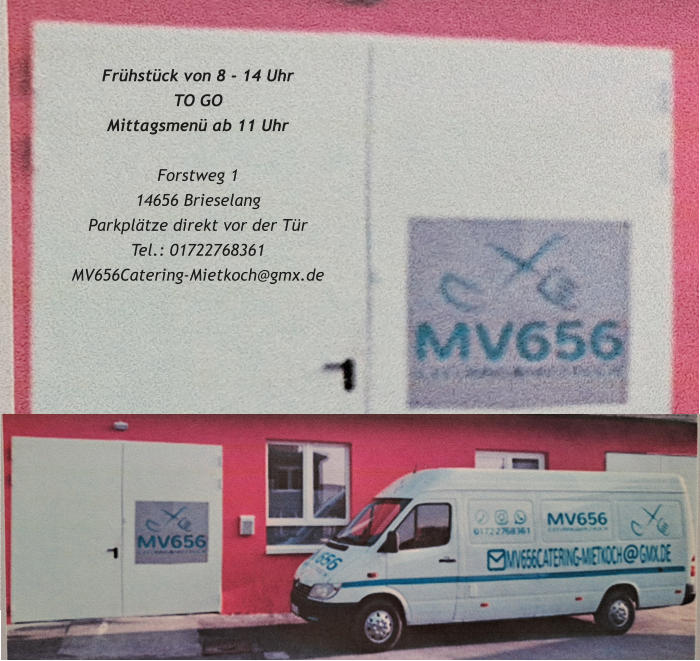 Frühstück von 8 - 14 Uhr
TO GO
Mittagsmenü ab 11 Uhr
Forstweg 1
14656 Brieselang
Parkplätze direkt vor der Tür
Tel.: 01722768361
MV656Catering-Mietkoch@gmx.de
MV656
MV656
656
01722768361
MV656
MV656CATERING-MIETKOCH@GMX.DE